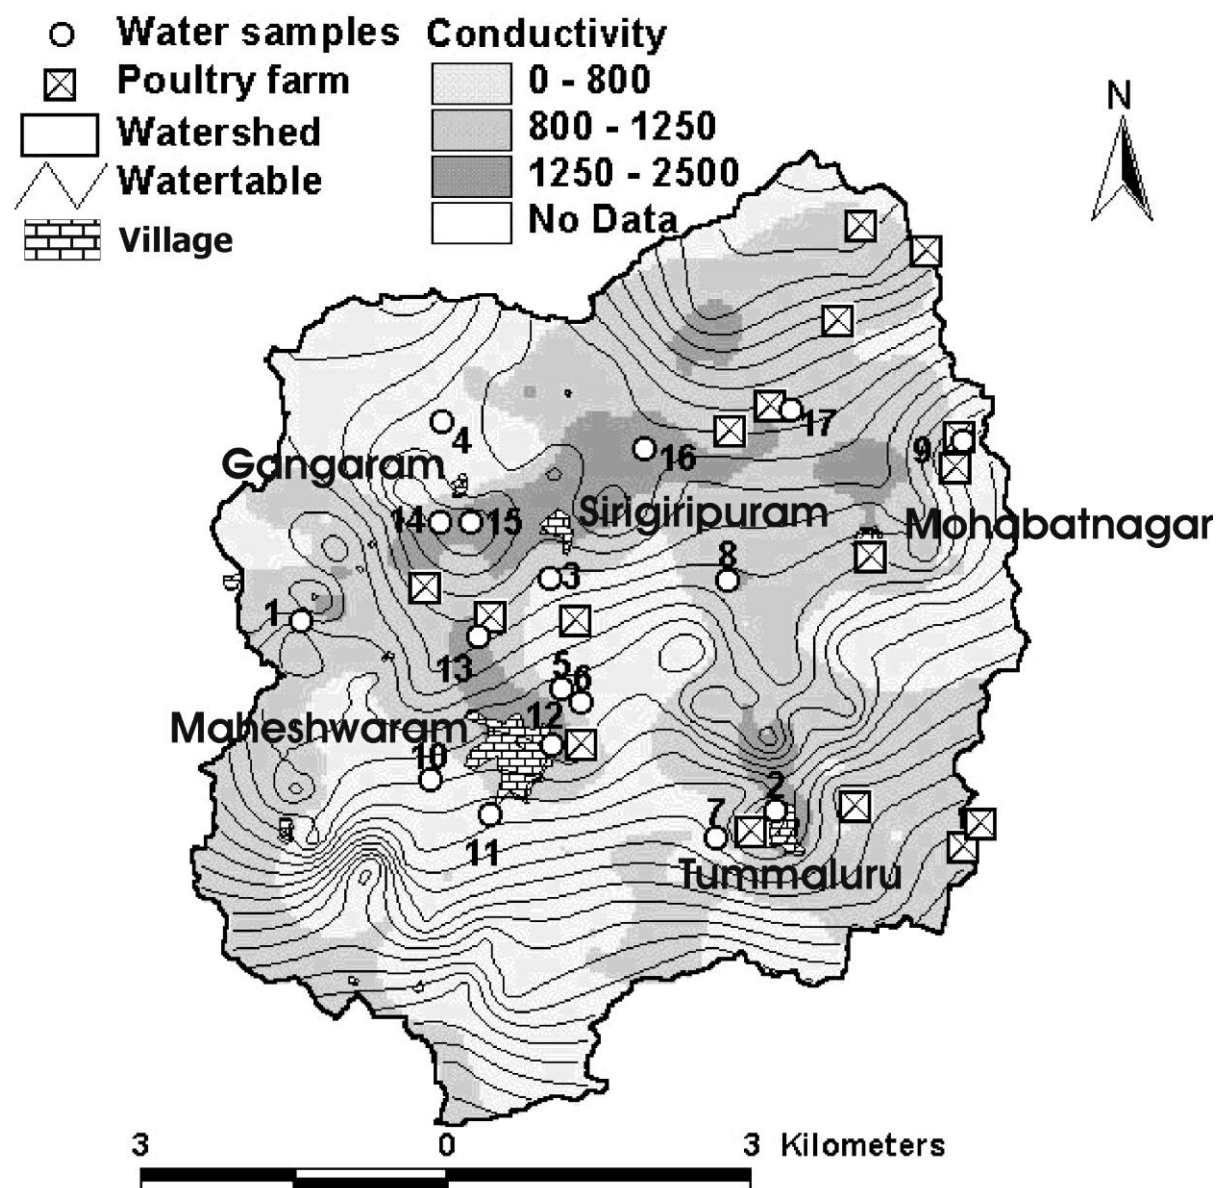 Water samples
Poultry farm
Watershed
Watertable
Village
Conductivity
0 - 800
800 - 1250
1250 - 2500
No Data
N
4
17
9
Gangaram
16
14
15
Sirigiripuram
Mohabatnagar
8
3
1
13
5
6
Maheshwaram
12
10
2
7
11
Tummaluru
3 0 3 Kilometers